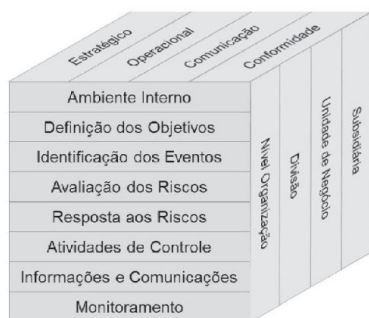 Estratégico
Operacional
Comunicação
Conformidade
Ambiente Interno
Definição dos Objetivos
Identificação dos Eventos
Avaliação dos Riscos
Resposta aos Riscos
Atividades de Controle
Informações e Comunicações
Monitoramento
Nível Organização
Divisão
Unidade de Negócio
Subsidiária